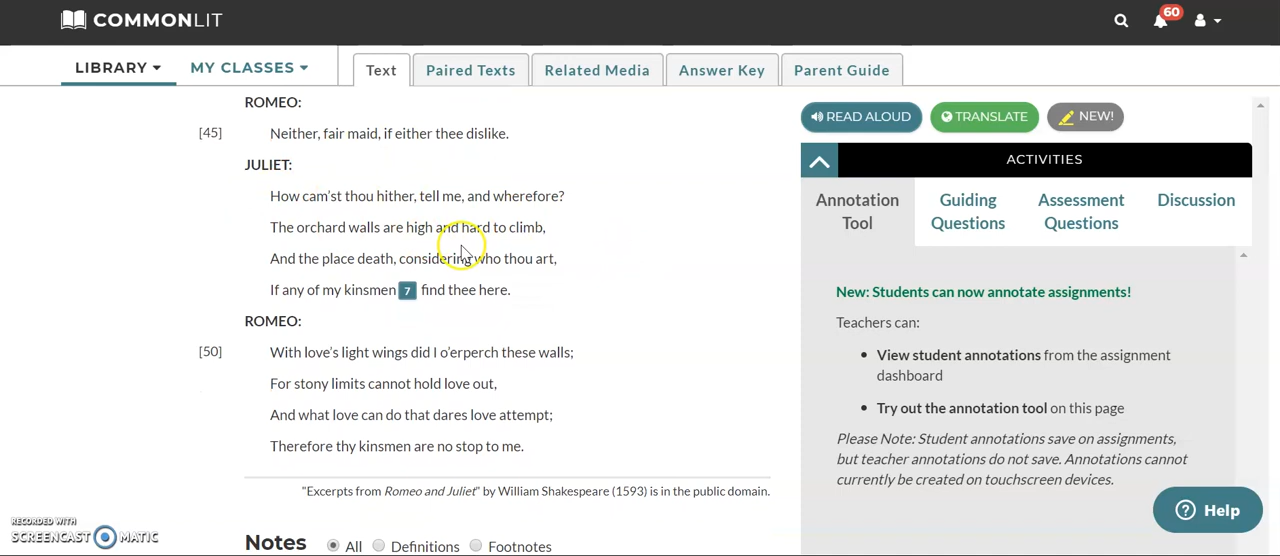 COMMONLIT
60
LIBRARY
MY CLASSES
Text
Paired Texts
Related Media
Answer Key
Parent Guide
ROMEO:
[45] Neither, fair maid, if either thee dislike.
JULIET:
How cam'st thou hither, tell me, and wherefore?
The orchard walls are high and hard to climb,
And the place death, considering who thou art,
If any of my kinsmen 7 find thee here.
ROMEO:
[50] With love's light wings did I o'erperch these walls;
For stony limits cannot hold love out,
And what love can do that dares love attempt;
Therefore thy kinsmen are no stop to me.
"Excerpts from Romeo and Juliet" by William Shakespeare (1593) is in the public domain.
Notes All Definitions Footnotes
READ ALOUD
TRANSLATE
NEW!
ACTIVITIES
Annotation
Tool
Guiding
Questions
Assessment
Questions
Discussion
New: Students can now annotate assignments!
Teachers can:
• View student annotations from the assignment
dashboard
• Try out the annotation tool on this page
Please Note: Student annotations save on assignments,
but teacher annotations do not save. Annotations cannot
currently be created on touchscreen devices.
Help
RECORDED WITH
SCREENCAST MATIC